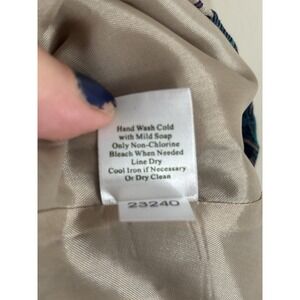 Hand Wash Cold
with Mild Soap
Only Non-Chlorine
Bleach When Needed
Line Dry
Cool Iron if Necessary
Or Dry Clean
23240